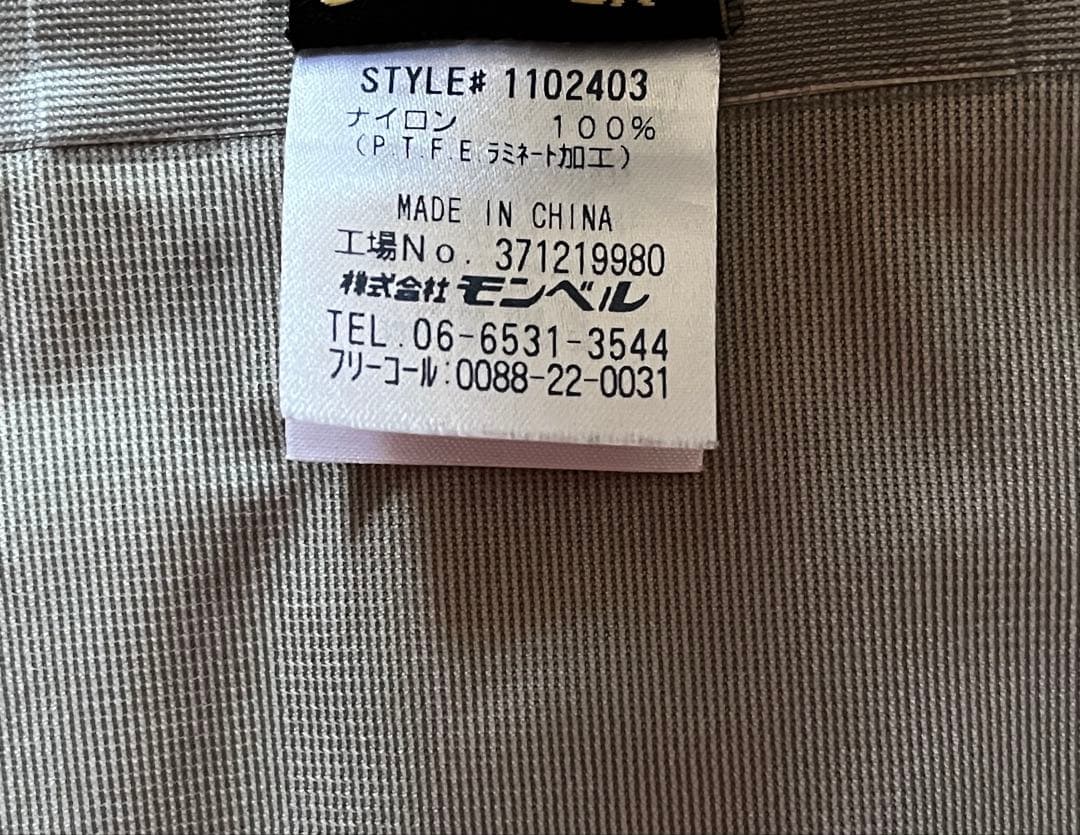 STYLE# 1102403
ナイロン 100%
(P.T.F.E.ラミネート加工)
MADE IN CHINA
工場No. 371219980
株式会社モンベル
TEL.06-6531-3544
フリーコール:0088-22-0031